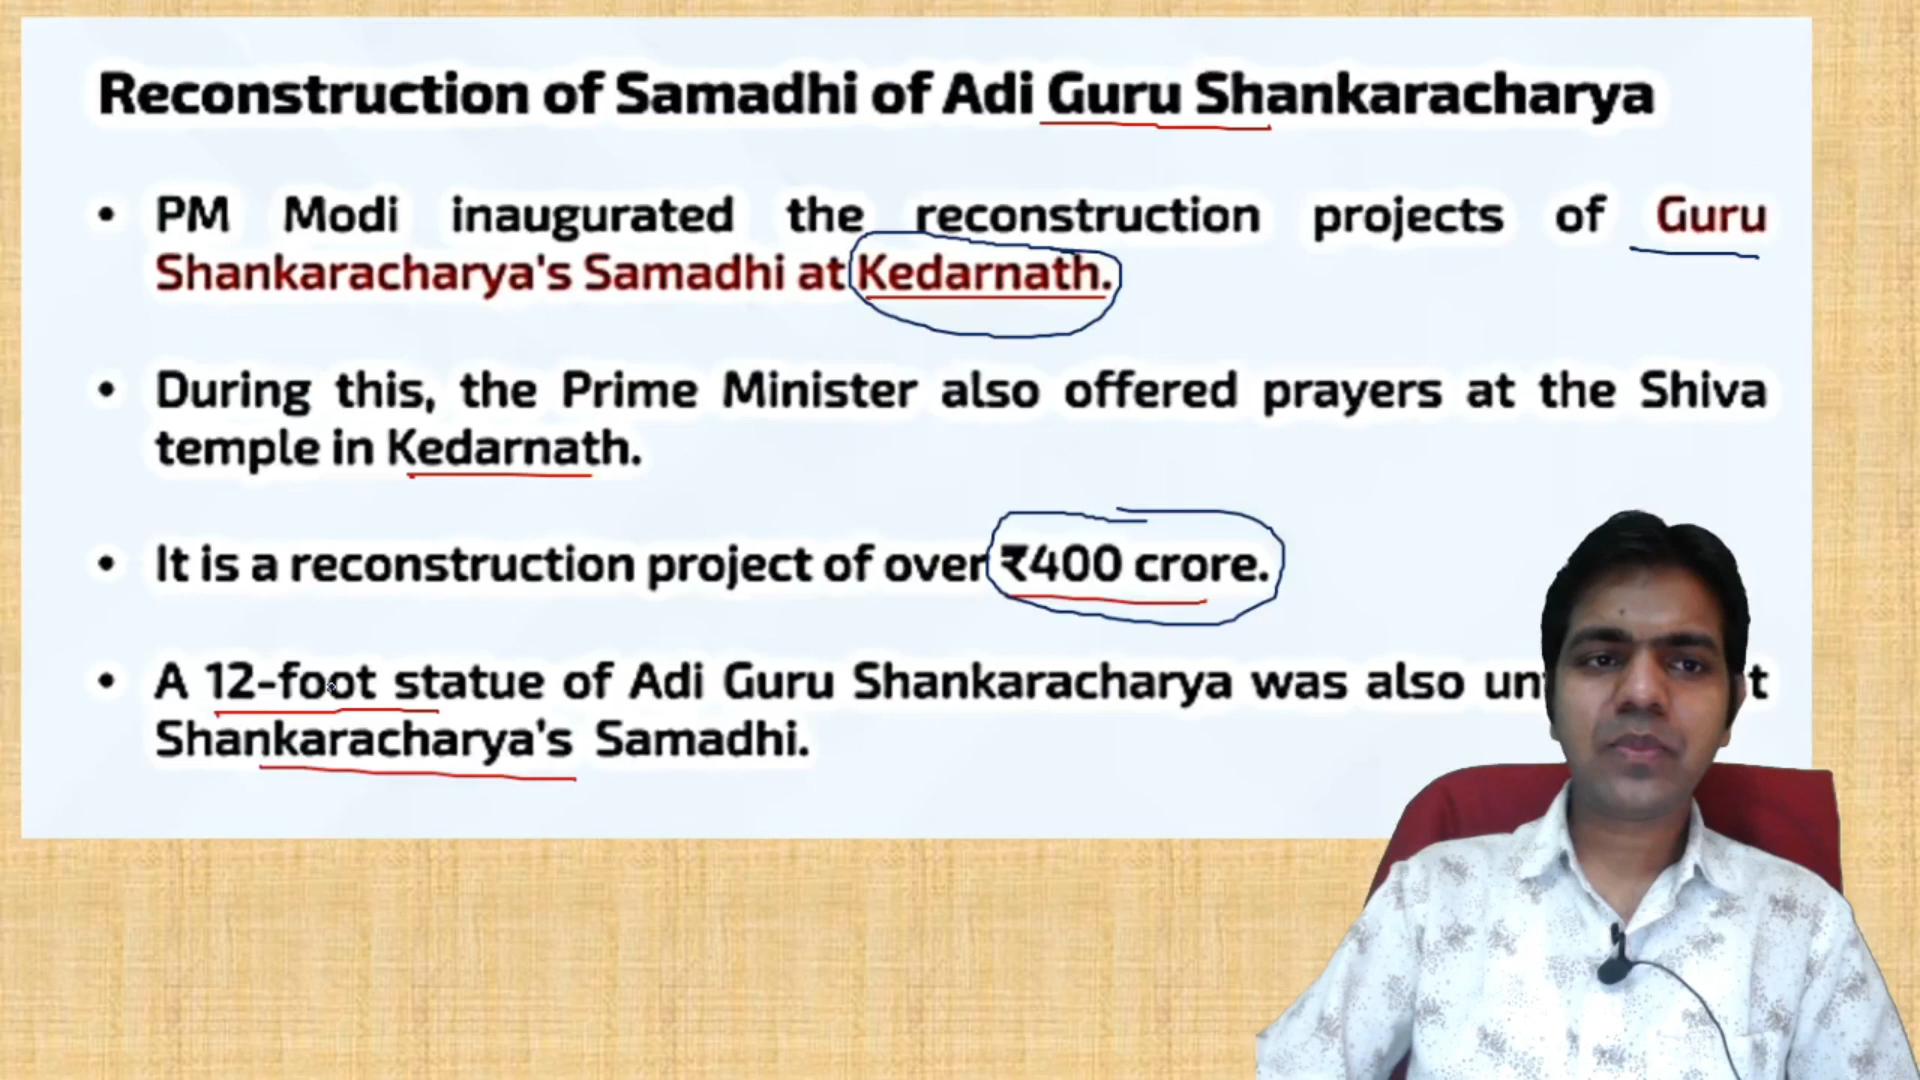 Reconstruction of Samadhi of Adi Guru Shankaracharya
• PM Modi inaugurated the reconstruction projects of Guru
Shankaracharya's Samadhi at Kedarnath.
• During this, the Prime Minister also offered prayers at the Shiva
temple in Kedarnath.
• It is a reconstruction project of over ₹400 crore.
• A 12-foot statue of Adi Guru Shankaracharya was also
Shankaracharya's Samadhi.